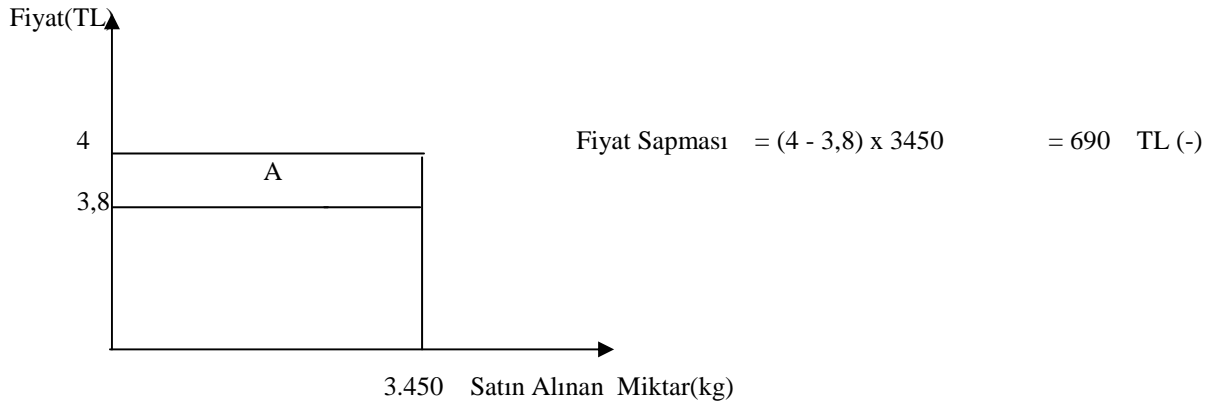 Fiyat(TL)
4 Fiyat Sapması = (4 - 3,8) x 3450 = 690 TL (-)
A
3,8
3.450 Satın Alınan Miktar(kg)